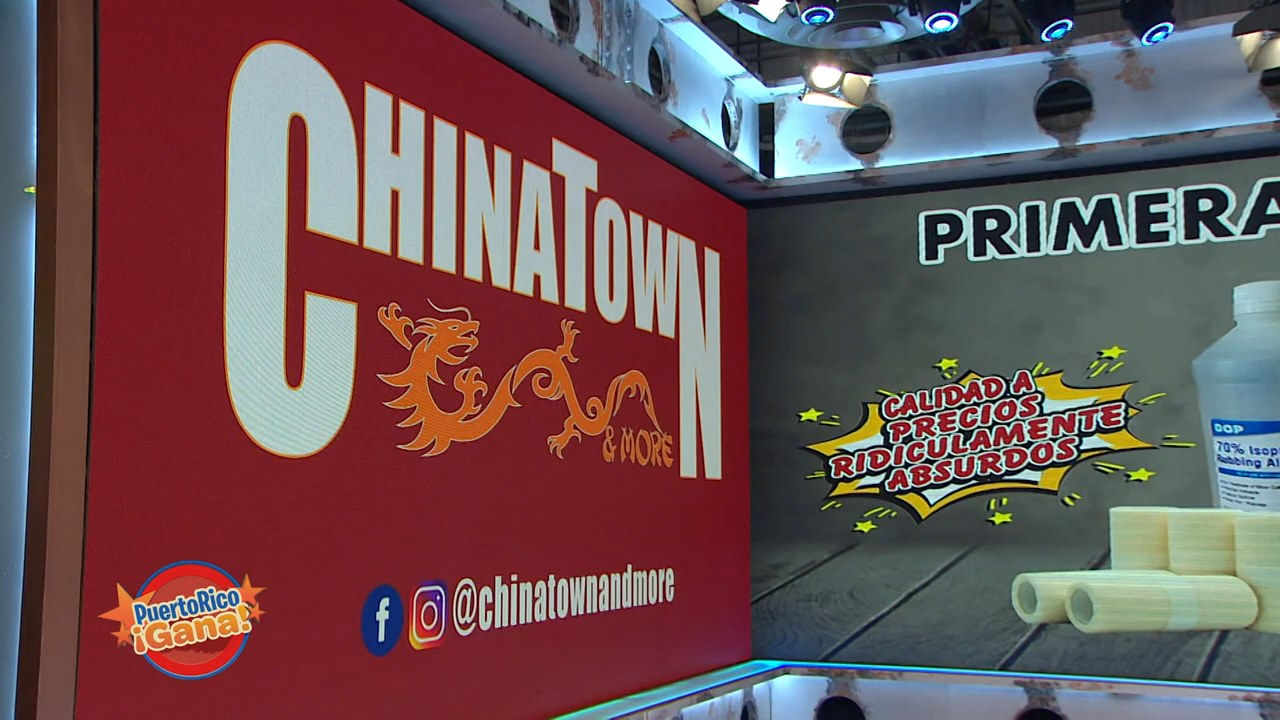 CHINATOWN
& MORE
@chinatownandmore
PuertoRico
¡Gana!
PRIMERA
CALIDAD A
PRECIOS
RIDICULAMENTE
ABSURDOS
DOP
70% Isop
Rubbing Al